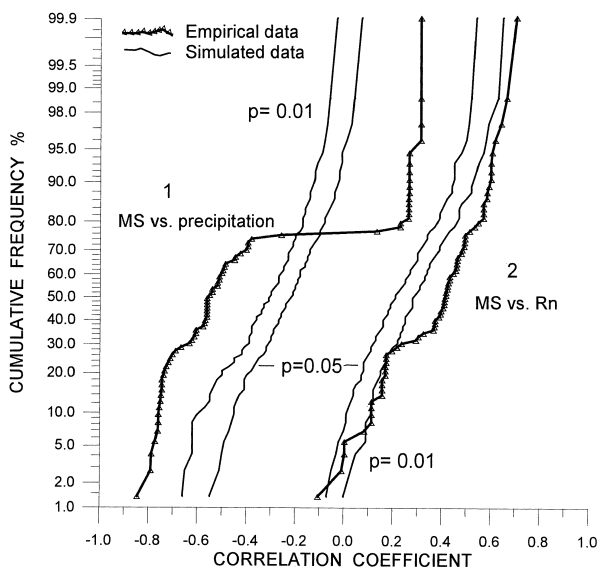 Empirical data
Simulated data
p= 0.01
1
MS vs. precipitation
2
MS vs. Rn
p=0.05
p= 0.01
CUMULATIVE FREQUENCY %
99.9
99.5
99.0
98.0
95.0
90.0
80.0
70.0
60.0
50.0
40.0
30.0
20.0
10.0
5.0
2.0
1.0
-1.0 -0.8 -0.6 -0.4 -0.2 0.0 0.2 0.4 0.6 0.8 1.0
CORRELATION COEFFICIENT